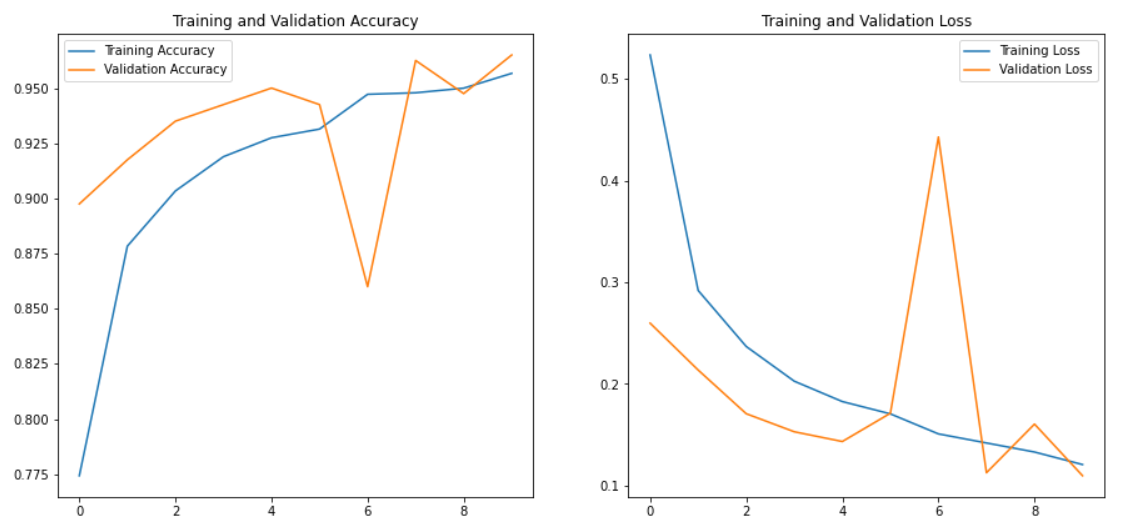 Training and Validation Accuracy
Training Accuracy
Validation Accuracy
0.950
0.925
0.900
0.875
0.850
0.825
0.800
0.775
0 2 4 6 8
Training and Validation Loss
Training Loss
Validation Loss
0.5
0.4
0.3
0.2
0.1
0 2 4 6 8